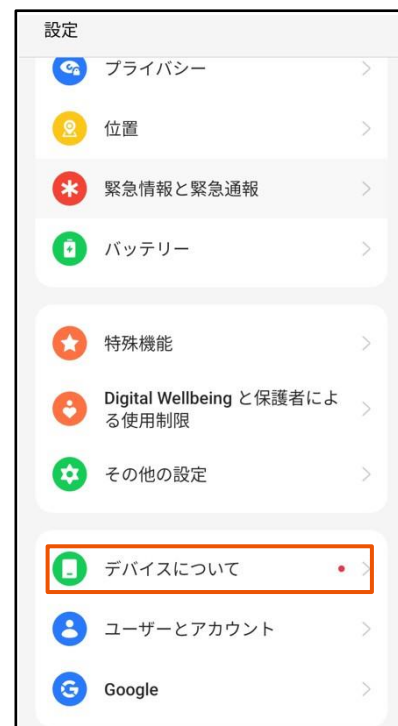 設定
プライバシー
位置
緊急情報と緊急通報
バッテリー
特殊機能
Digital Wellbeing と保護者によ
る使用制限
その他の設定
デバイスについて
ユーザーとアカウント
Google